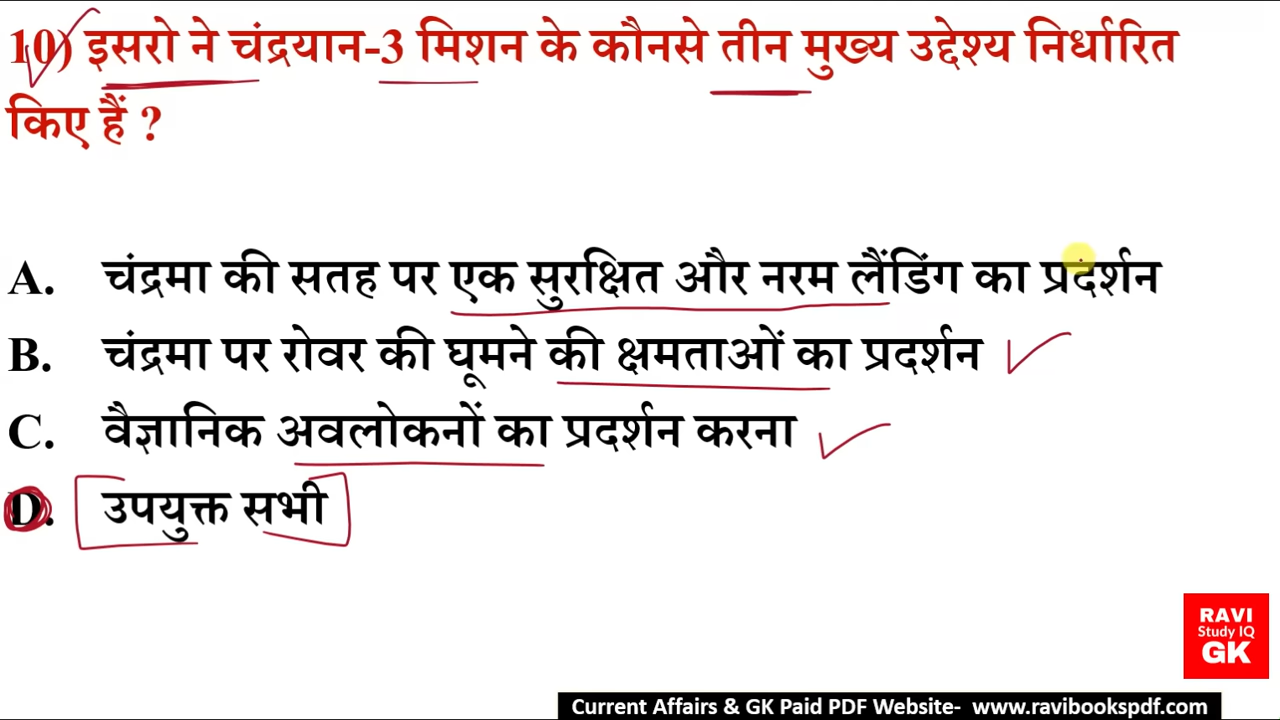 10) इसरो ने चंद्रयान-3 मिशन के कौनसे तीन मुख्य उद्देश्य निर्धारित
किए हैं ?
A. चंद्रमा की सतह पर एक सुरक्षित और नरम लैंडिंग का प्रदर्शन
B. चंद्रमा पर रोवर की घूमने की क्षमताओं का प्रदर्शन
C. वैज्ञानिक अवलोकनों का प्रदर्शन करना
D. उपयुक्त सभी
RAVI
Study IQ
GK
Current Affairs & GK Paid PDF Website- www.ravibookspdf.com